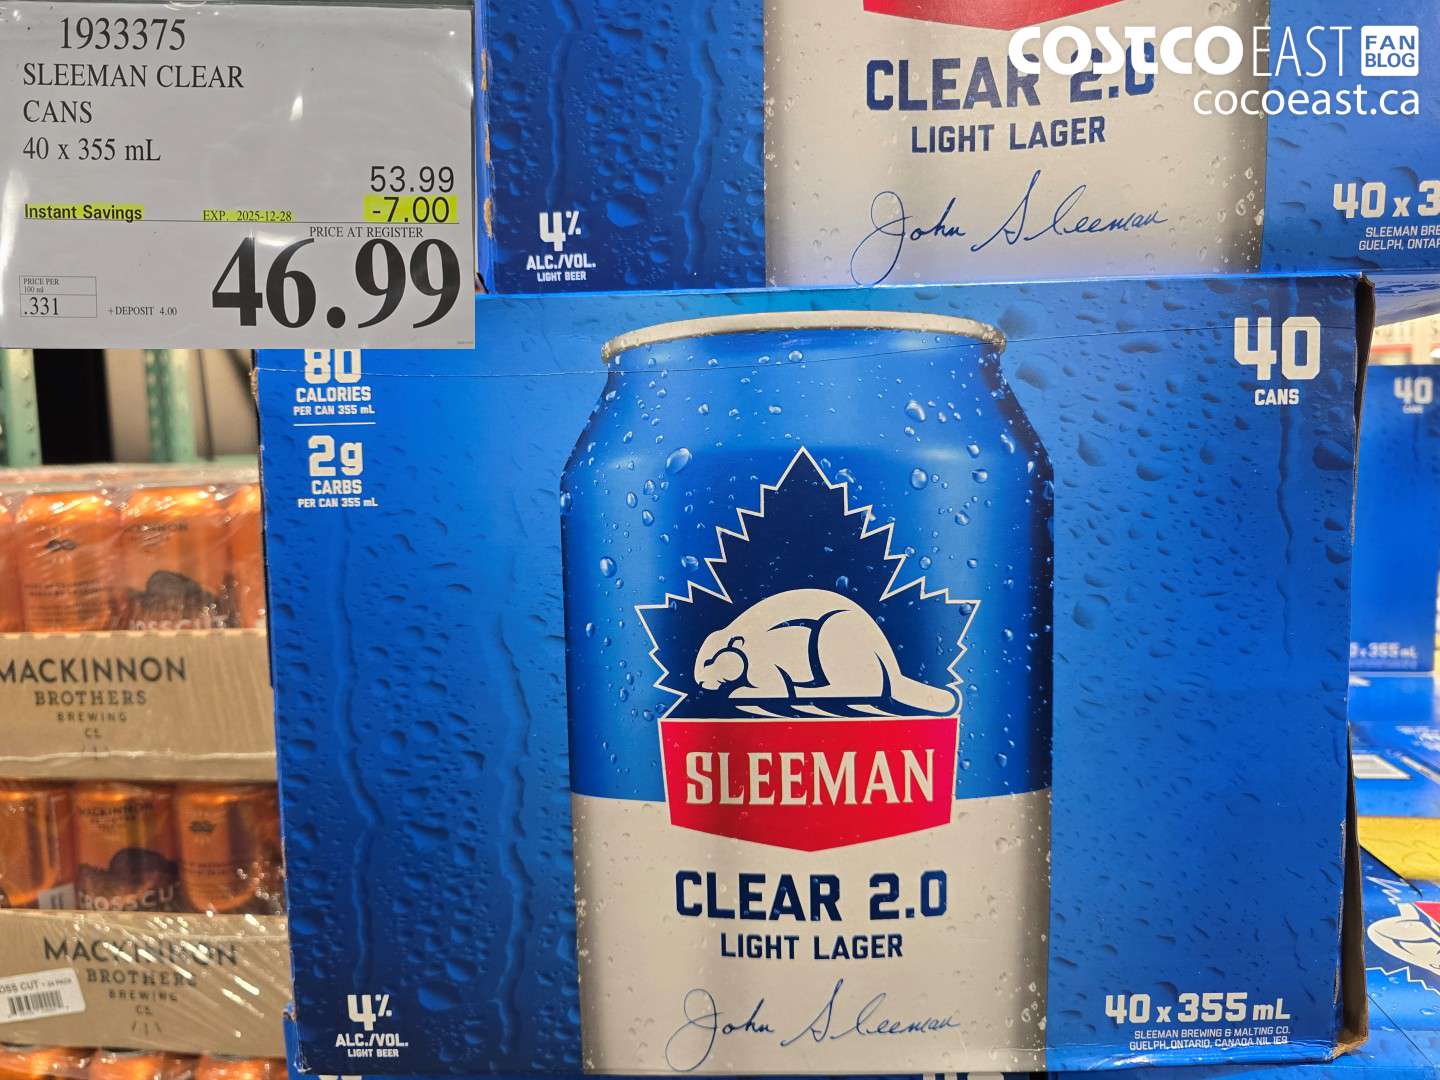 1933375
SLEEMAN CLEAR
CANS
40 x 355 mL
53.99
Instant Savings EXP. 2025-12-28 -7.00
PRICE AT REGISTER
46.99
PRICE PER
100 ml
.331
+DEPOSIT 4.00
COSTCO EAST FAN BLOG
cocoeast.ca
CLEAR 2.0
LIGHT LAGER
John Sleeman
4%
ALC./VOL.
LIGHT BEER
40 x 3
SLEEMAN BRE
GUELPH, ONTAR
80
CALORIES
PER CAN 355 mL
2g
CARBS
PER CAN 355 mL
40
CANS
SLEEMAN
CLEAR 2.0
LIGHT LAGER
John Sleeman
4%
ALC./VOL.
LIGHT BEER
40 x 355 mL
SLEEMAN BREWING & MALTING CO.
GUELPH, ONTARIO, CANADA N1L 1E9
40
CANS
MACKINNON
BROTHERS
BREWING
CO.
MACKINNON
BROTHERS
BREWING
CO.